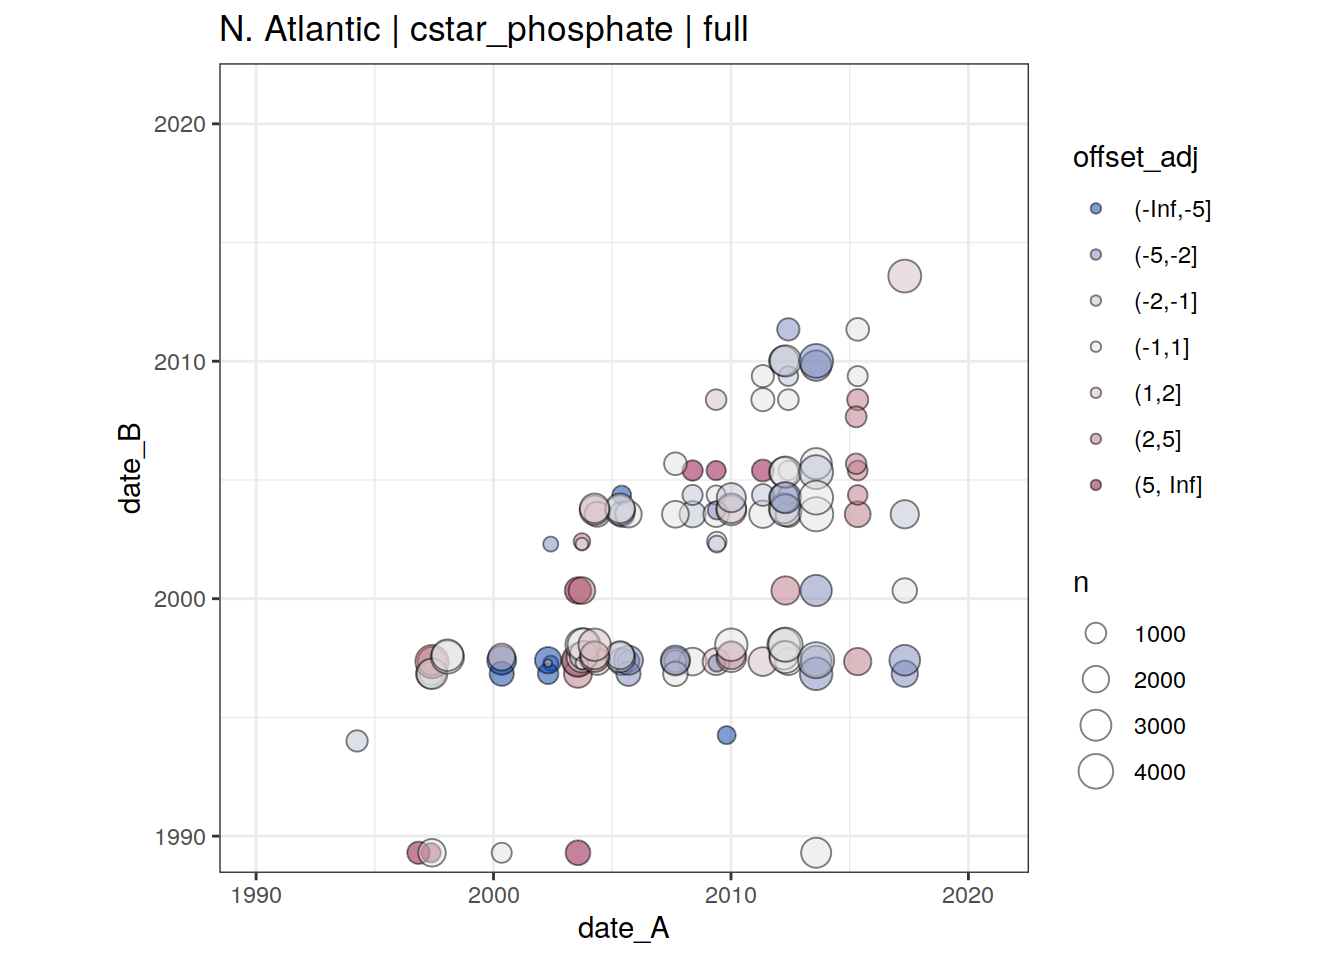 N. Atlantic | cstar_phosphate | full
2020
2010
2000
1990
date_B
1990
2000
2010
2020
date_A
offset_adj
(-Inf,-5]
(-5,-2]
(-2,-1]
(-1,1]
(1,2]
(2,5]
(5, Inf]
n
1000
2000
3000
4000